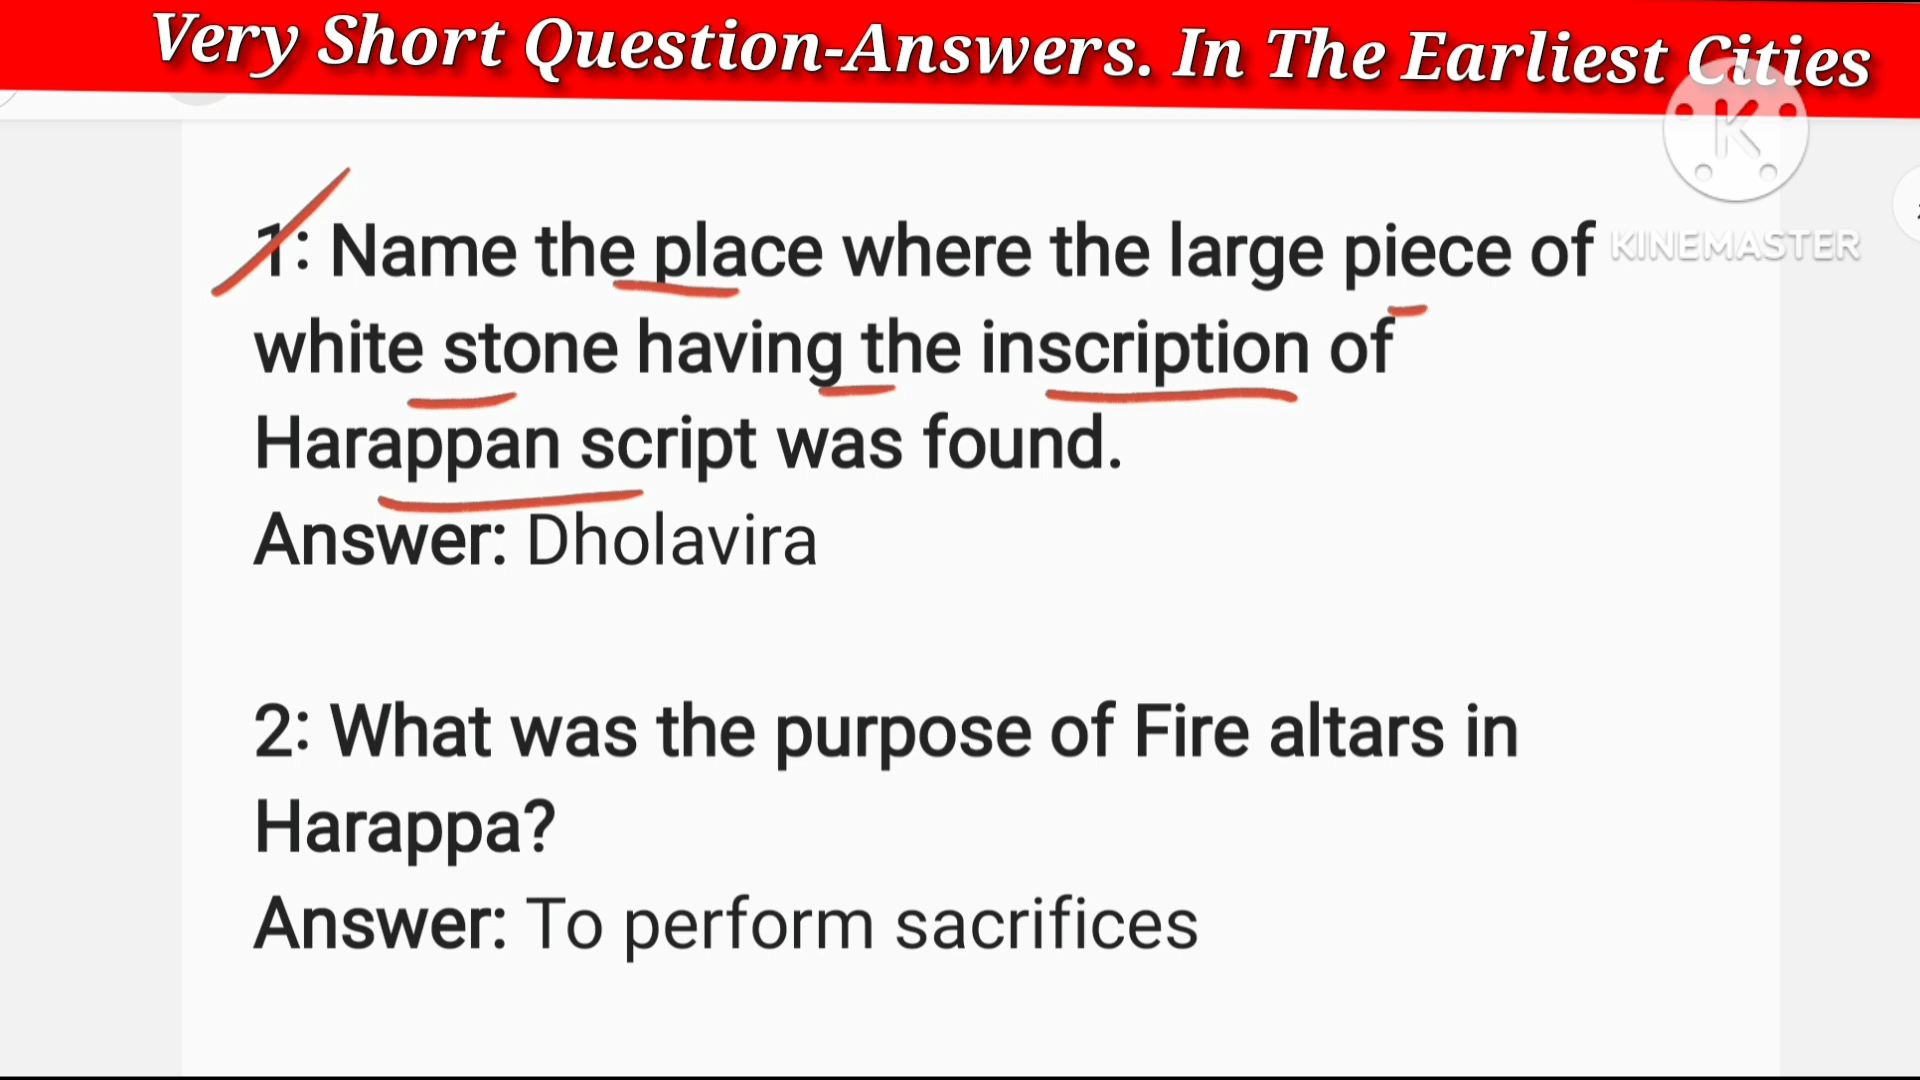 Very Short Question-Answers. In The Earliest Cities
K
KINEMASTER
1: Name the place where the large piece of
white stone having the inscription of
Harappan script was found.
Answer: Dholavira
2: What was the purpose of Fire altars in
Harappa?
Answer: To perform sacrifices